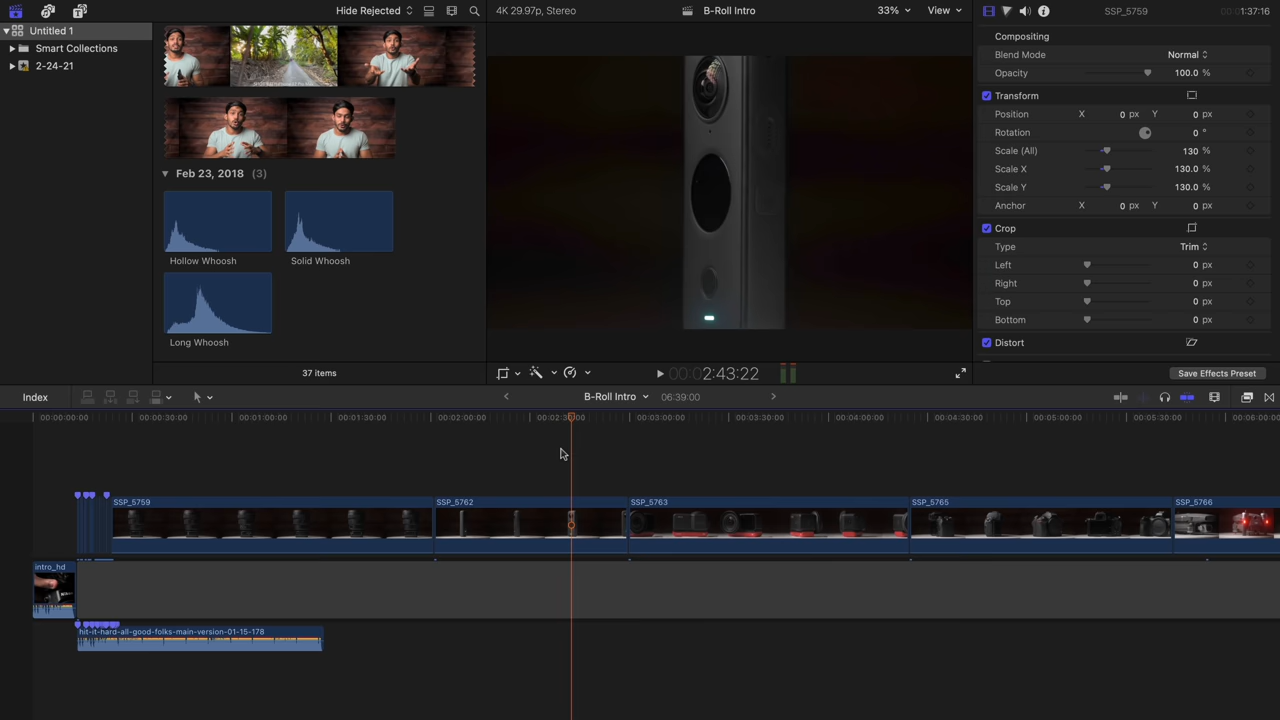 Hide Rejected
4K 29.97p, Stereo
B-Roll Intro
33%
View
SSP_5759
1:37:16
Untitled 1
Smart Collections
2-24-21
Feb 23, 2018 (3)
Hollow Whoosh
Solid Whoosh
Long Whoosh
37 items
00:00:02:43:22
Compositing
Blend Mode Normal
Opacity 100.0 %
Transform
Position X 0 px Y 0 px
Rotation 0 °
Scale (All) 130 %
Scale X 130.0 %
Scale Y 130.0 %
Anchor X 0 px Y 0 px
Crop
Type Trim
Left 0 px
Right 0 px
Top 0 px
Bottom 0 px
Distort
Save Effects Preset
Index
B-Roll Intro
06:39:00
00:00:00:00 00:00:30:00 00:01:00:00 00:01:30:00 00:02:00:00 00:02:30:00 00:03:00:00 00:03:30:00 00:04:00:00 00:04:30:00 00:05:00:00 00:05:30:00 00:06:00:00
SSP_5759 SSP_5762 SSP_5763 SSP_5765 SSP_5766
intro_hd
hit-it-hard-all-good-folks-main-version-01-15-178